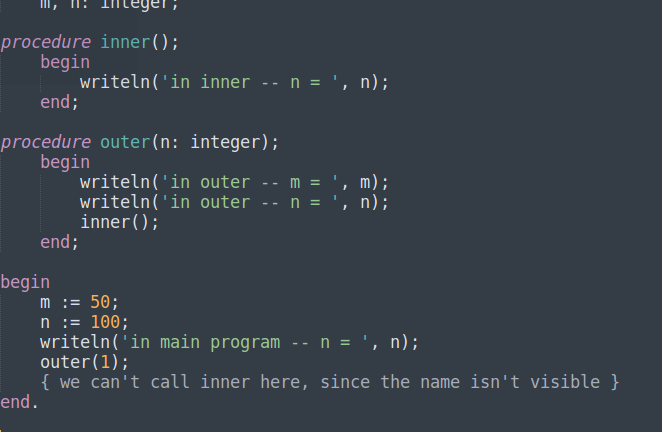 m, n: integer;
procedure inner();
begin
writeln('in inner -- n = ', n);
end;
procedure outer(n: integer);
begin
writeln('in outer -- m = ', m);
writeln('in outer -- n = ', n);
inner();
end;
begin
m := 50;
n := 100;
writeln('in main program -- n = ', n);
outer(1);
{ we can't call inner here, since the name isn't visible }
end.